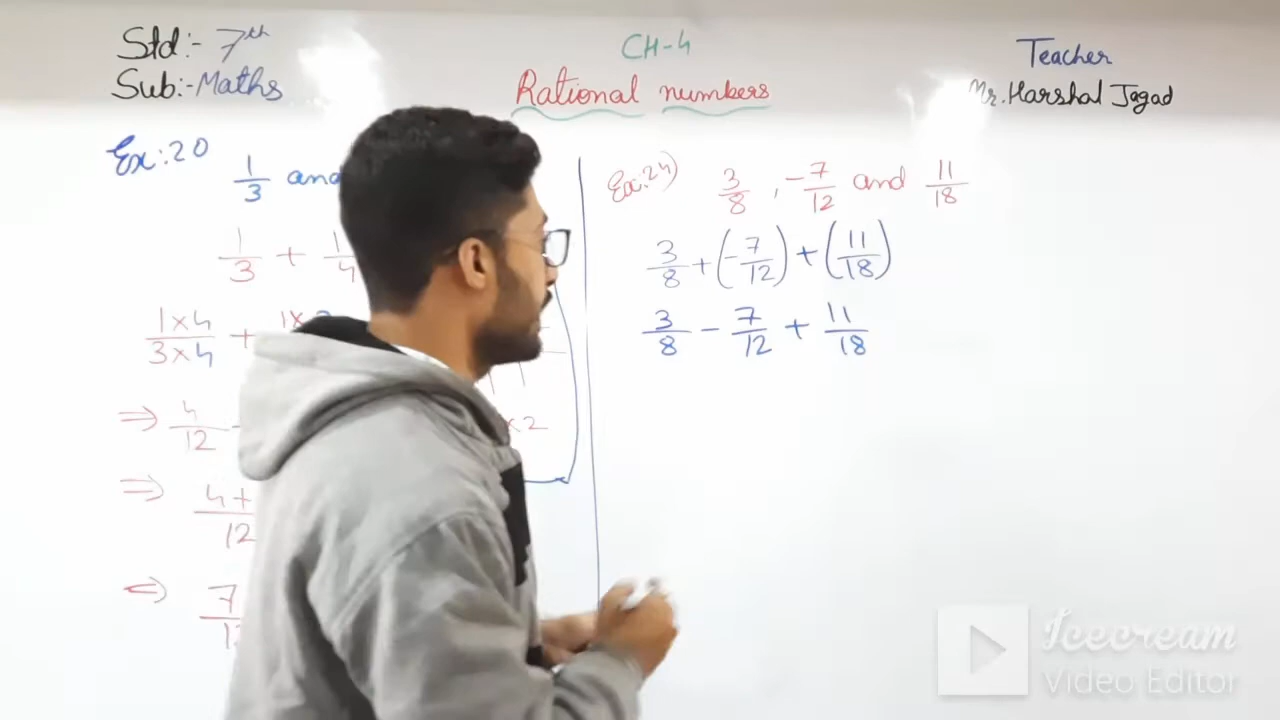 Std:- 7th
Sub:- Maths
CH-4
Rational numbers
Teacher
Mr. Harshal Jagad
Ex:20 1/3 and
1/3 + 1/4
1×4/3×4 +
⇒ 4/12
⇒ 4+/12
⇒ 7/12
×2
Ex:24) 3/8 , -7/12 and 11/18
3/8 + (-7/12) + (11/18)
3/8 - 7/12 + 11/18
Icecream
Video Editor